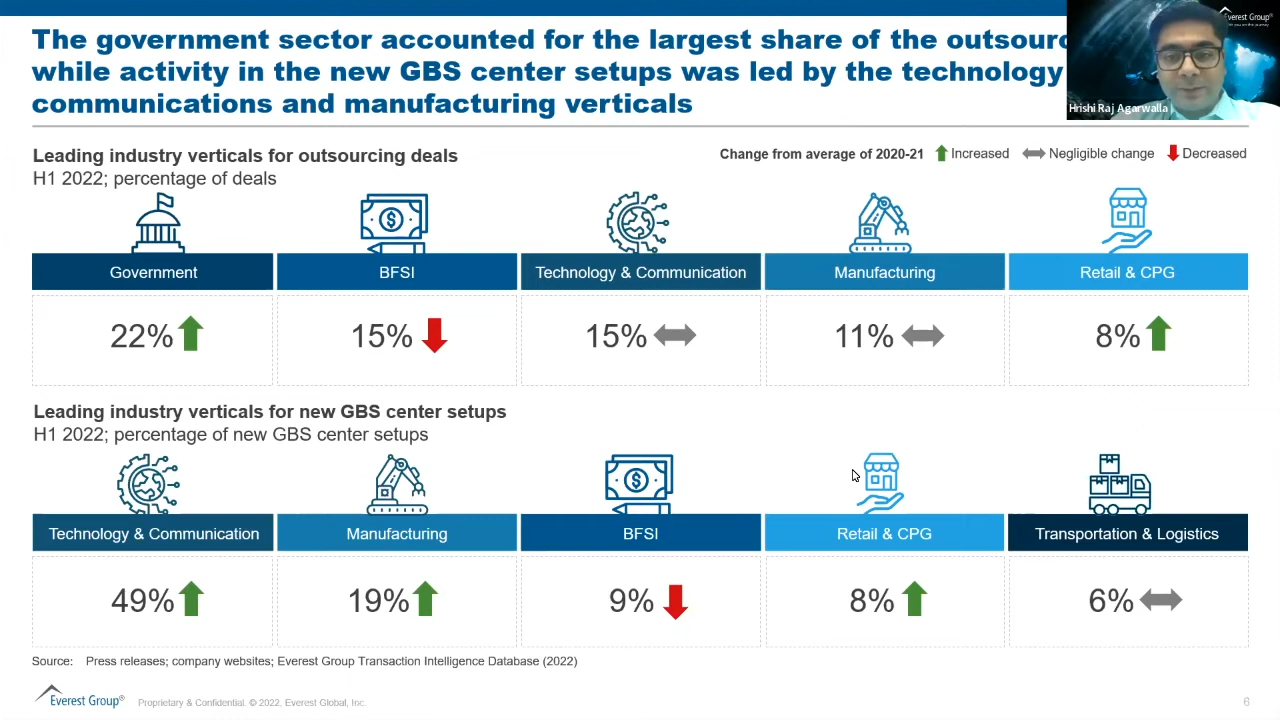 The government sector accounted for the largest share of the
while activity in the new GBS center setups was led by the technology
communications and manufacturing verticals
Everest Group®
Hrishi Raj Agarwalla
Leading industry verticals for outsourcing deals
H1 2022; percentage of deals
Change from average of 2020-21 Increased Negligible change Decreased
Government BFSI Technology & Communication Manufacturing Retail & CPG
22% 15% 15% 11% 8%
Leading industry verticals for new GBS center setups
H1 2022; percentage of new GBS center setups
Technology & Communication Manufacturing BFSI Retail & CPG Transportation & Logistics
49% 19% 9% 8% 6%
Source: Press releases; company websites; Everest Group Transaction Intelligence Database (2022)
Everest Group® Proprietary & Confidential. © 2022, Everest Global, Inc. 6